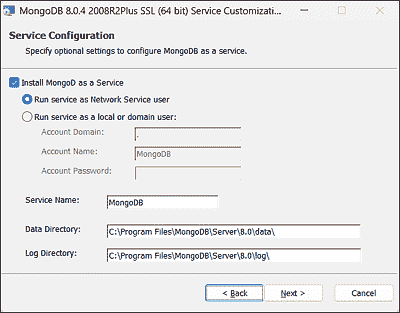 MongoDB 8.0.4 2008R2Plus SSL (64 bit) Service Customizati...
Service Configuration
Specify optional settings to configure MongoDB as a service.
Install MongoD as a Service
Run service as Network Service user
Run service as a local or domain user:
Account Domain: .
Account Name: MongoDB
Account Password:
Service Name: MongoDB
Data Directory: C:\Program Files\MongoDB\Server\8.0\data\
Log Directory: C:\Program Files\MongoDB\Server\8.0\log\
< Back Next > Cancel